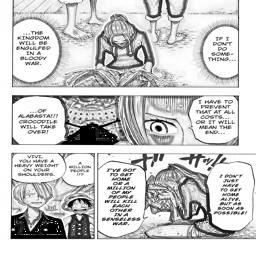 IF I
DON'T
DO
SOME-
THING...
...THE
KINGDOM
WILL BE
ENGULFED
IN A
BLOODY
WAR.
I HAVE TO
PREVENT
THAT AT ALL
COSTS...
...OR IT WILL
MEAN THE
END...
...OF
ALABASTA!!!
CROCODILE
WILL TAKE
OVER!
I DON'T
JUST
HAVE
TO GET
HOME
ALIVE,
BUT AS
SOON AS
POSSIBLE!
I'VE GOT
TO GET
HOME
OR A
MILLION
OF MY
PEOPLE
WILL KILL
EACH
OTHER
IN A
SENSELESS
WAR.
A
MILLION
PEOPLE
!!?
VIVI,
YOU HAVE A
HEAVY WEIGHT
ON YOUR
SHOULDERS.